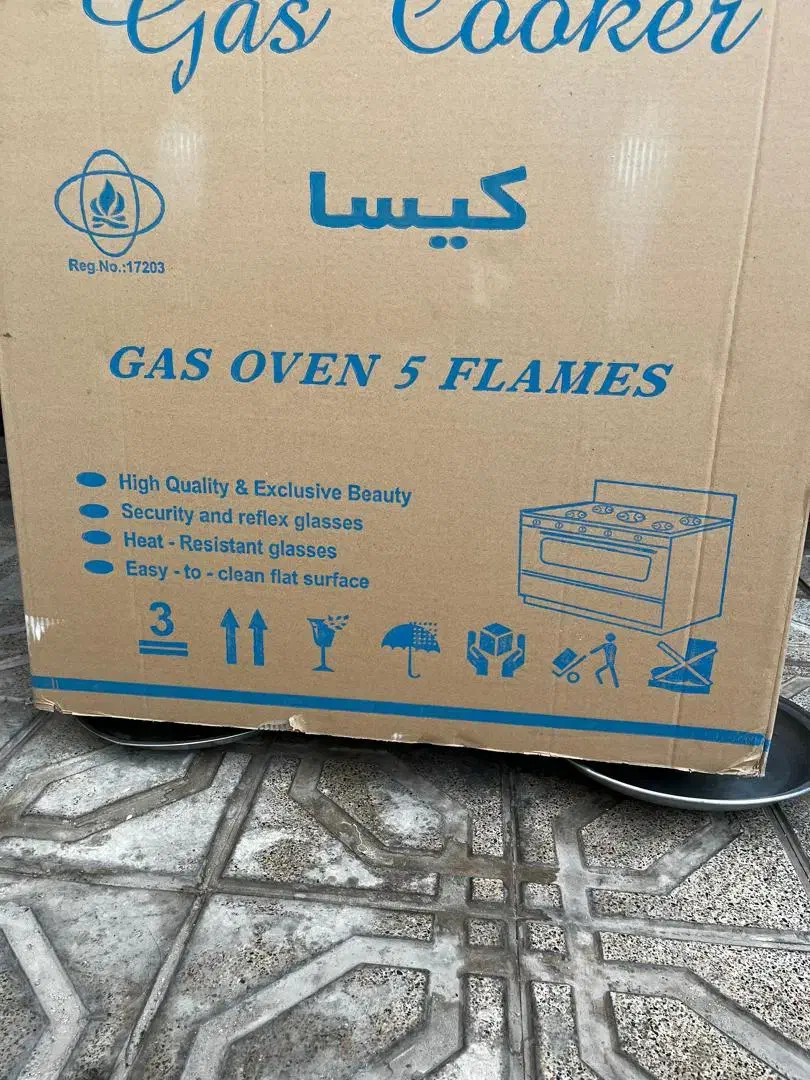 Gas Cooker
كيسا
Reg.No.:17203
GAS OVEN 5 FLAMES
High Quality & Exclusive Beauty
Security and reflex glasses
Heat - Resistant glasses
Easy - to - clean flat surface
3